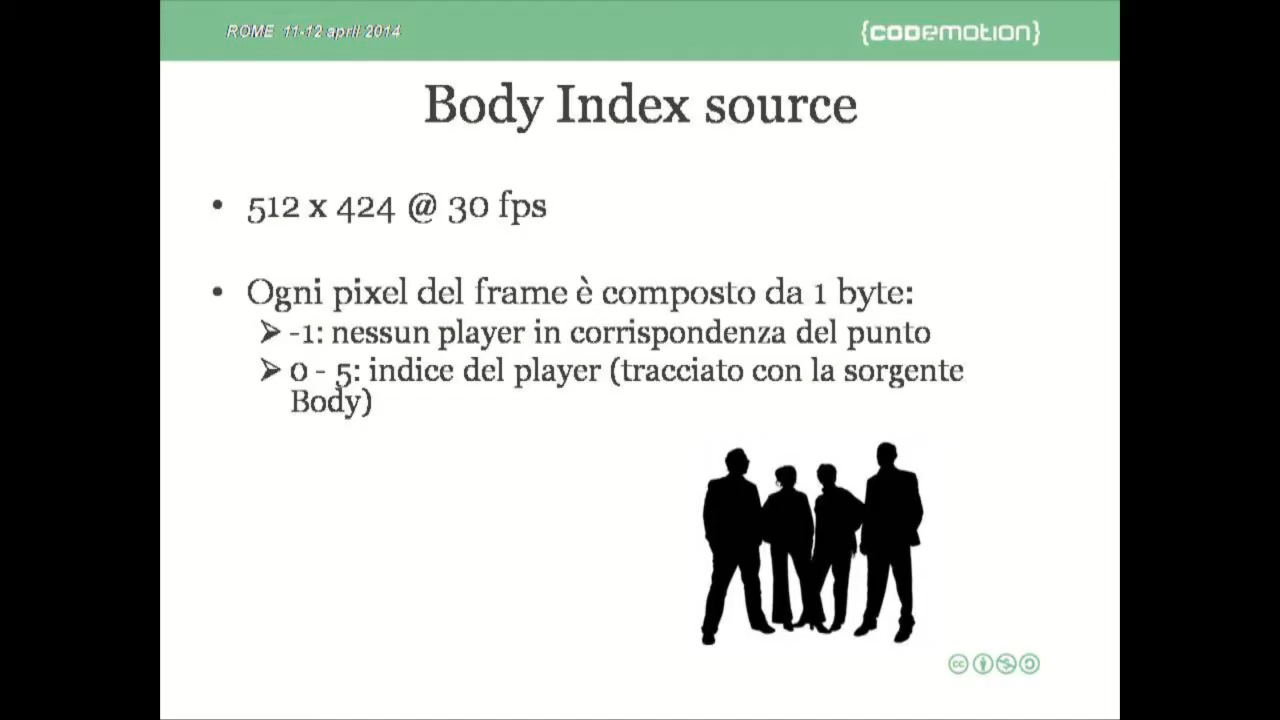 ROME 11-12 april 2014
{CODEMOTION}
Body Index source
• 512 x 424 @ 30 fps
• Ogni pixel del frame è composto da 1 byte:
➢ -1: nessun player in corrispondenza del punto
➢ 0 - 5: indice del player (tracciato con la sorgente
Body)
cc